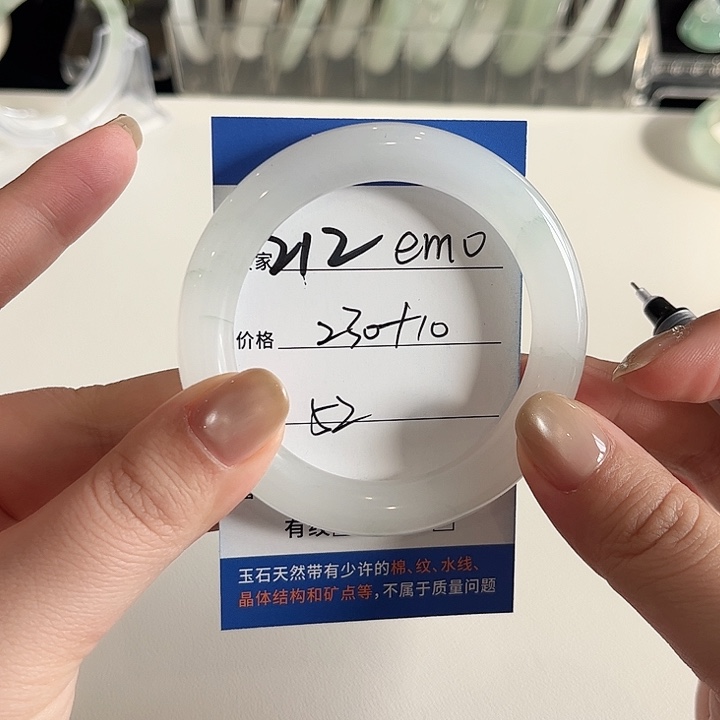 家 212 emo
价格 230+10
52
有纹
玉石天然带有少许的棉、纹、水线、
晶体结构和矿点等,不属于质量问题